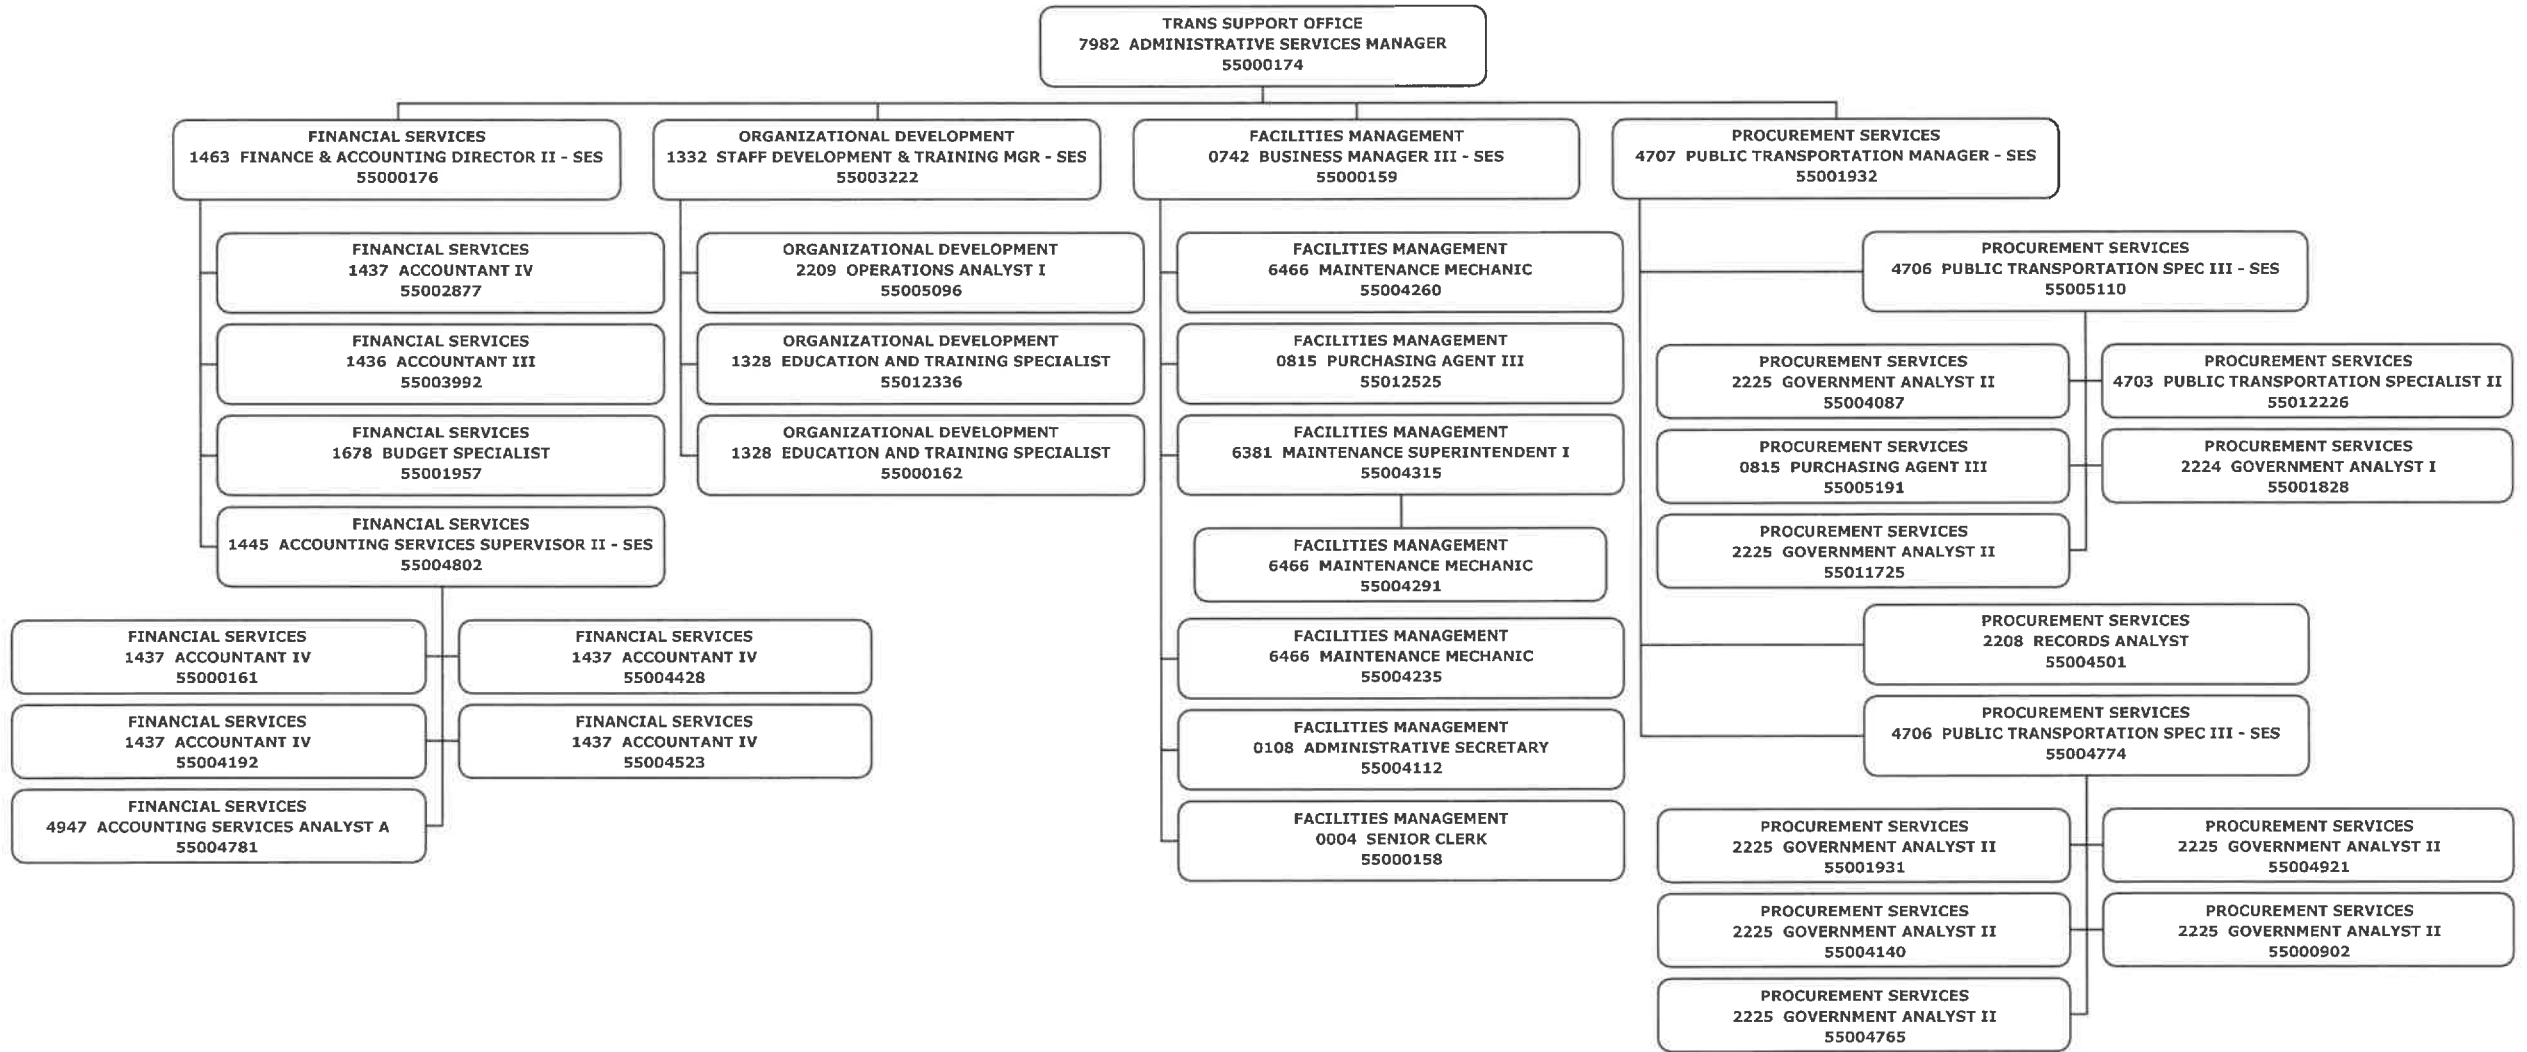 TRANS SUPPORT OFFICE
7982 ADMINISTRATIVE SERVICES MANAGER
55000174
FINANCIAL SERVICES
1463 FINANCE & ACCOUNTING DIRECTOR II - SES
55000176
ORGANIZATIONAL DEVELOPMENT
1332 STAFF DEVELOPMENT & TRAINING MGR - SES
55003222
FACILITIES MANAGEMENT
0742 BUSINESS MANAGER III - SES
55000159
PROCUREMENT SERVICES
4707 PUBLIC TRANSPORTATION MANAGER - SES
55001932
FINANCIAL SERVICES
1437 ACCOUNTANT IV
55002877
FINANCIAL SERVICES
1436 ACCOUNTANT III
55003992
FINANCIAL SERVICES
1678 BUDGET SPECIALIST
55001957
FINANCIAL SERVICES
1445 ACCOUNTING SERVICES SUPERVISOR II - SES
55004802
FINANCIAL SERVICES
1437 ACCOUNTANT IV
55000161
FINANCIAL SERVICES
1437 ACCOUNTANT IV
55004428
FINANCIAL SERVICES
1437 ACCOUNTANT IV
55004192
FINANCIAL SERVICES
1437 ACCOUNTANT IV
55004523
FINANCIAL SERVICES
4947 ACCOUNTING SERVICES ANALYST A
55004781
ORGANIZATIONAL DEVELOPMENT
2209 OPERATIONS ANALYST I
55005096
ORGANIZATIONAL DEVELOPMENT
1328 EDUCATION AND TRAINING SPECIALIST
55012336
ORGANIZATIONAL DEVELOPMENT
1328 EDUCATION AND TRAINING SPECIALIST
55000162
FACILITIES MANAGEMENT
6466 MAINTENANCE MECHANIC
55004260
FACILITIES MANAGEMENT
0815 PURCHASING AGENT III
55012525
FACILITIES MANAGEMENT
6381 MAINTENANCE SUPERINTENDENT I
55004315
FACILITIES MANAGEMENT
6466 MAINTENANCE MECHANIC
55004291
FACILITIES MANAGEMENT
6466 MAINTENANCE MECHANIC
55004235
FACILITIES MANAGEMENT
0108 ADMINISTRATIVE SECRETARY
55004112
FACILITIES MANAGEMENT
0004 SENIOR CLERK
55000158
PROCUREMENT SERVICES
4706 PUBLIC TRANSPORTATION SPEC III - SES
55005110
PROCUREMENT SERVICES
2225 GOVERNMENT ANALYST II
55004087
PROCUREMENT SERVICES
4703 PUBLIC TRANSPORTATION SPECIALIST II
55012226
PROCUREMENT SERVICES
0815 PURCHASING AGENT III
55005191
PROCUREMENT SERVICES
2224 GOVERNMENT ANALYST I
55001828
PROCUREMENT SERVICES
2225 GOVERNMENT ANALYST II
55011725
PROCUREMENT SERVICES
2208 RECORDS ANALYST
55004501
PROCUREMENT SERVICES
4706 PUBLIC TRANSPORTATION SPEC III - SES
55004774
PROCUREMENT SERVICES
2225 GOVERNMENT ANALYST II
55001931
PROCUREMENT SERVICES
2225 GOVERNMENT ANALYST II
55004921
PROCUREMENT SERVICES
2225 GOVERNMENT ANALYST II
55004140
PROCUREMENT SERVICES
2225 GOVERNMENT ANALYST II
55000902
PROCUREMENT SERVICES
2225 GOVERNMENT ANALYST II
55004765